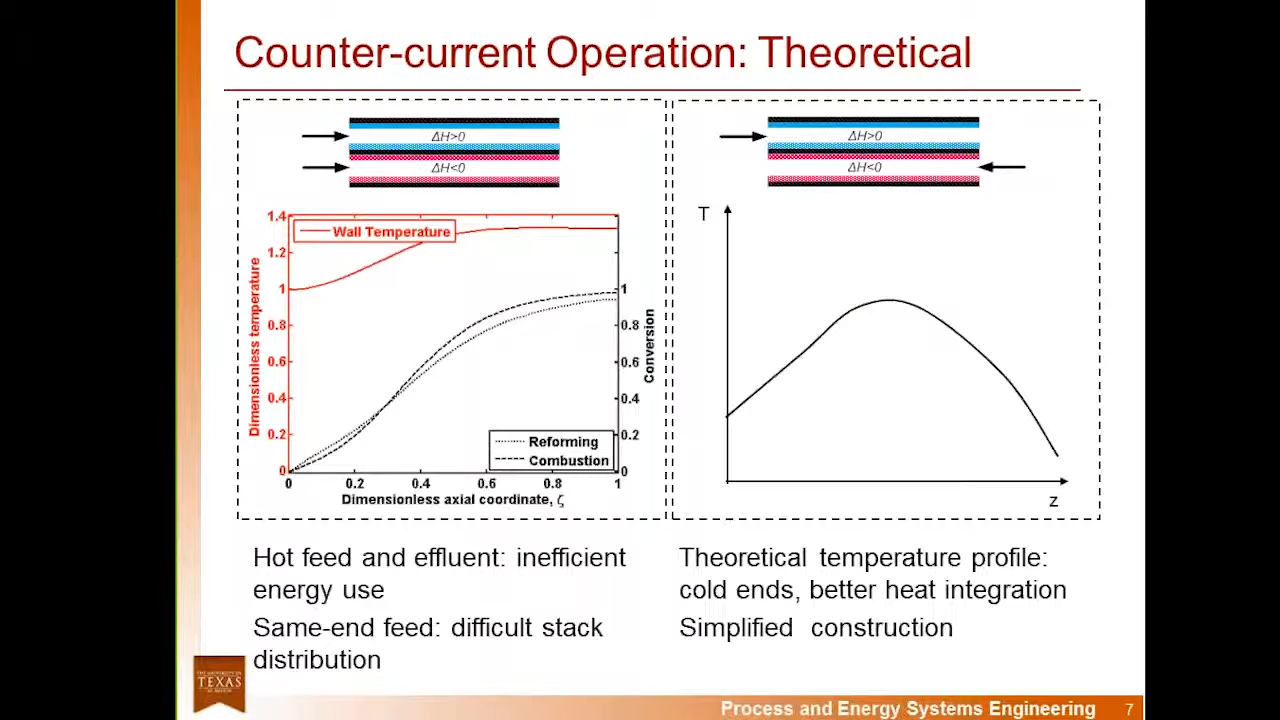 Counter-current Operation: Theoretical
ΔH>0
ΔH<0
1.4
1.2
1
0.8
0.6
0.4
0.2
0
Dimensionless temperature
Wall Temperature
1
0.8
0.6
0.4
0.2
0
Conversion
Reforming
Combustion
0 0.2 0.4 0.6 0.8 1
Dimensionless axial coordinate, ζ
Hot feed and effluent: inefficient
energy use
Same-end feed: difficult stack
distribution
ΔH>0
ΔH<0
T
z
Theoretical temperature profile:
cold ends, better heat integration
Simplified construction
THE UNIVERSITY OF
TEXAS
AT AUSTIN
Process and Energy Systems Engineering 7